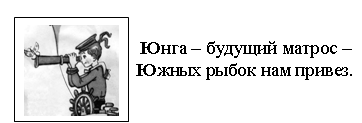 Юнга – будущий матрос –
Южных рыбок нам привез.